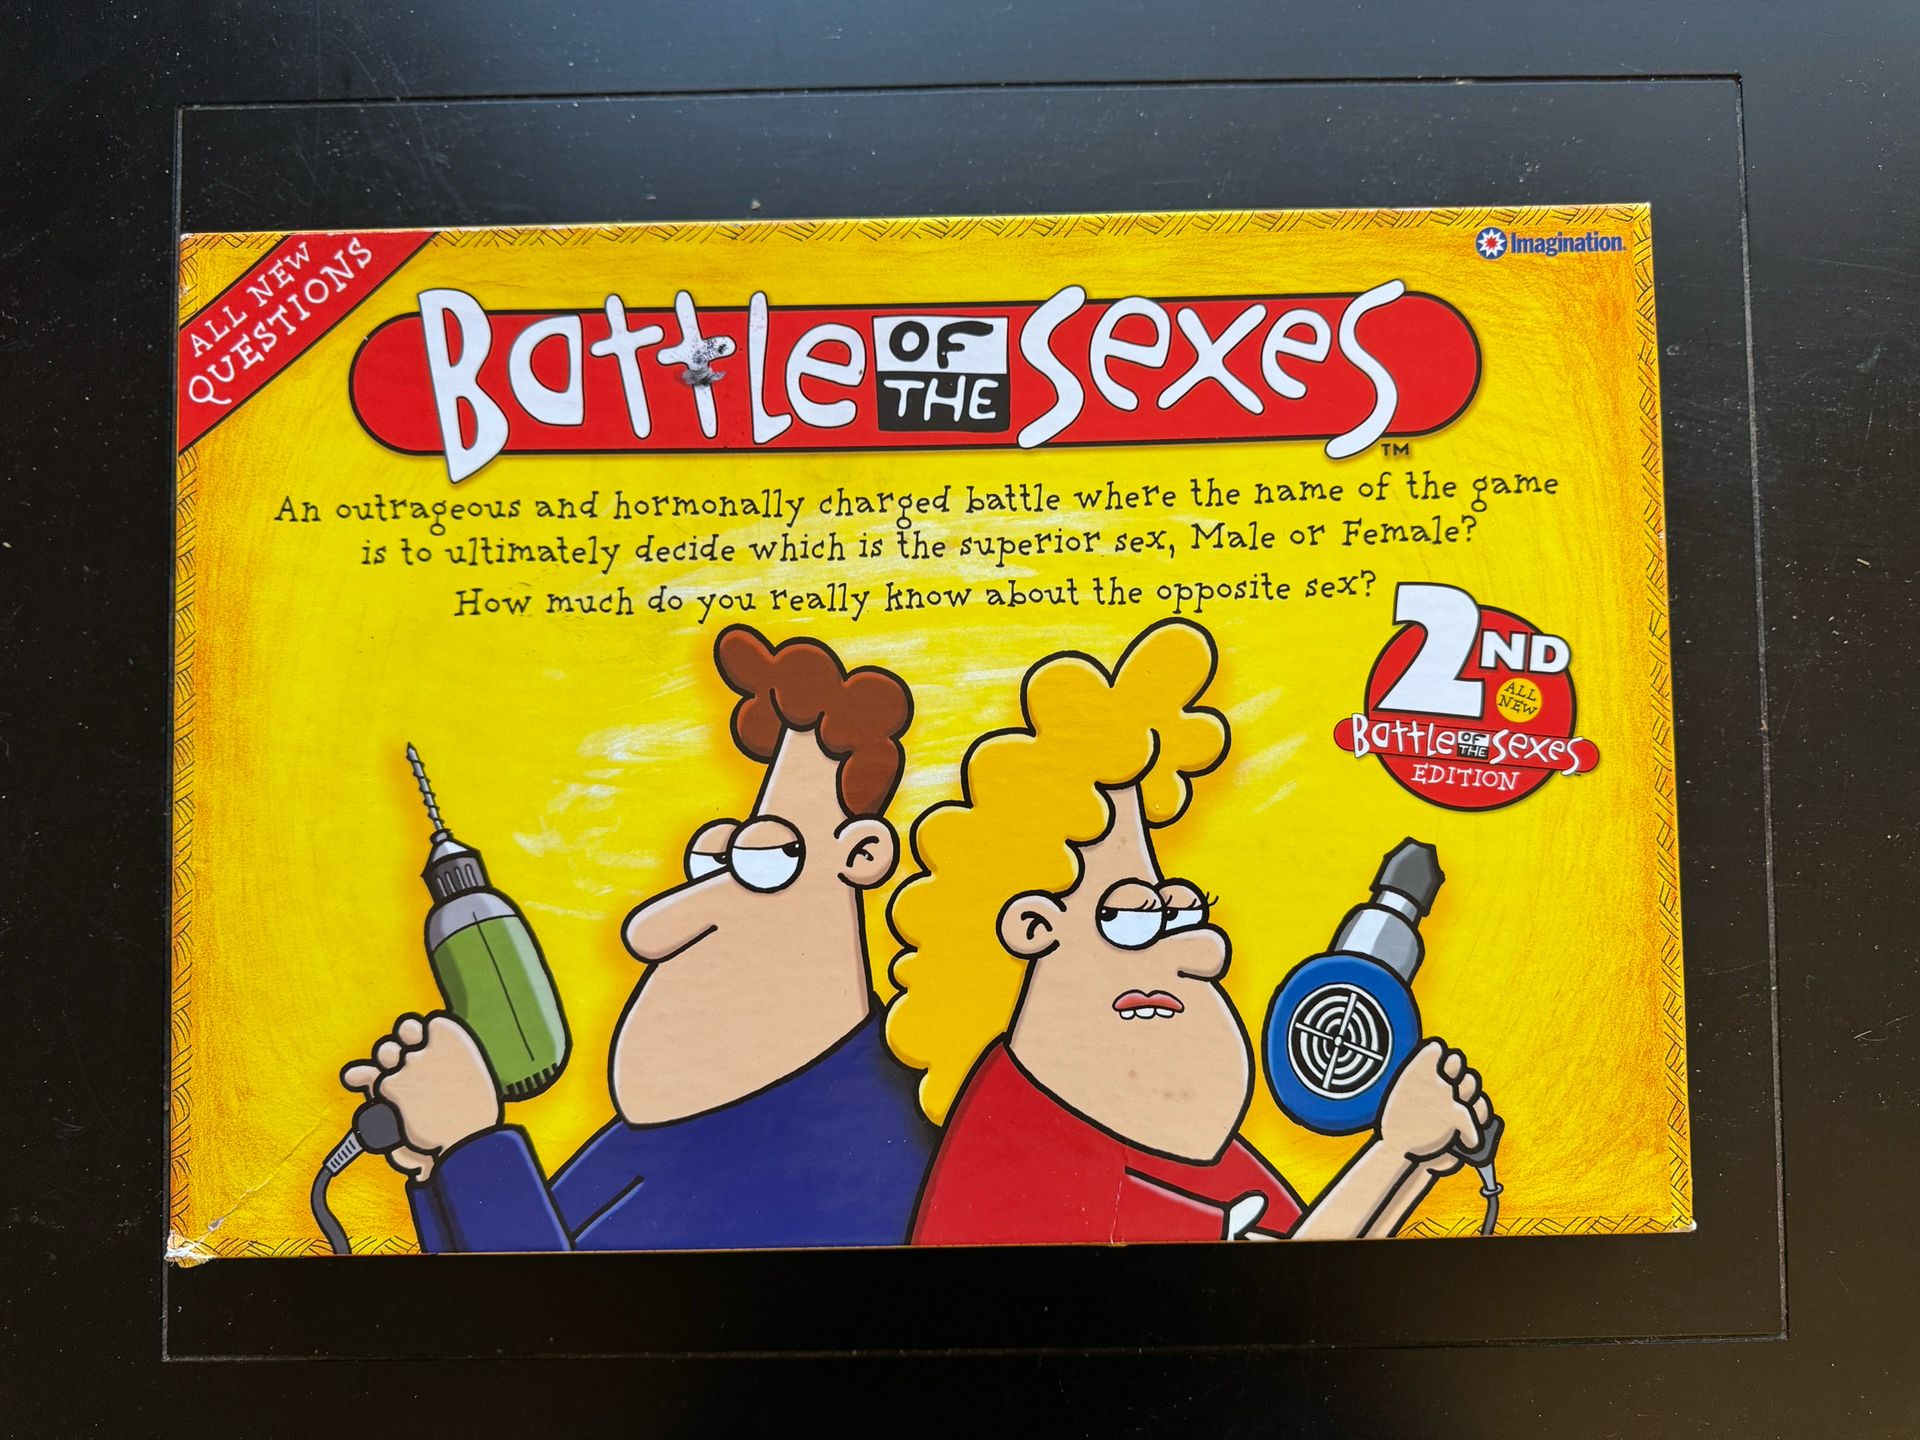 ALL NEW
QUESTIONS
Imagination
Battle OF THE Sexes
TM
An outrageous and hormonally charged battle where the name of the game
is to ultimately decide which is the superior sex, Male or Female?
How much do you really know about the opposite sex?
2ND
ALL
NEW
Battle OF THE Sexes
EDITION